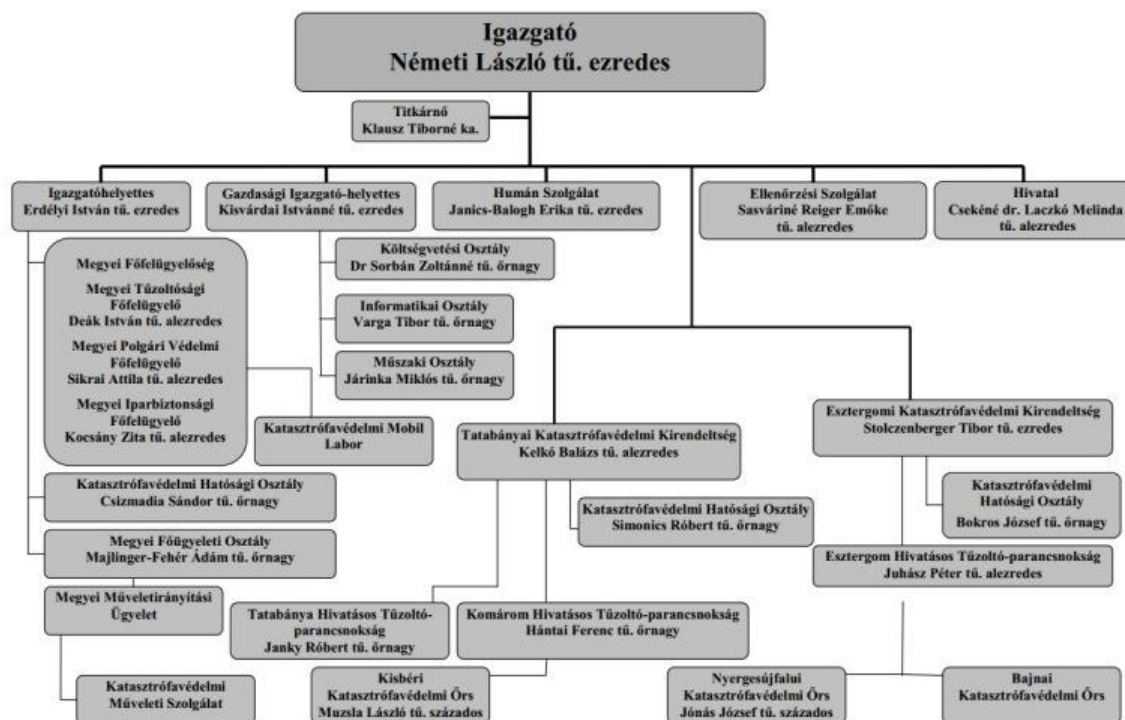 Igazgató
Németi László tű. ezredes
Titkárnő
Klausz Tiborné ka.
Igazgatóhelyettes
Erdélyi István tű. ezredes
Gazdasági Igazgató-helyettes
Kisvárdai Istvánné tű. ezredes
Humán Szolgálat
Janics-Balogh Erika tű. ezredes
Ellenőrzési Szolgálat
Sasváriné Reiger Emőke
tű. alezredes
Hivatal
Csekéné dr. Laczkó Melinda
tű. alezredes
Megyei Főfelügyelőség
Megyei Tűzoltósági
Főfelügyelő
Deák István tű. alezredes
Megyei Polgári Védelmi
Főfelügyelő
Sikrai Attila tű. alezredes
Megyei Iparbiztonsági
Főfelügyelő
Kocsány Zita tű. alezredes
Költségvetési Osztály
Dr Sorbán Zoltánné tű. őrnagy
Informatikai Osztály
Varga Tibor tű. őrnagy
Műszaki Osztály
Járinka Miklós tű. őrnagy
Katasztrófavédelmi Mobil
Labor
Tatabányai Katasztrófavédelmi Kirendeltség
Kelkó Balázs tű. alezredes
Esztergomi Katasztrófavédelmi Kirendeltség
Stolczenberger Tibor tű. ezredes
Katasztrófavédelmi Hatósági Osztály
Csizmadia Sándor tű. őrnagy
Katasztrófavédelmi Hatósági Osztály
Simonics Róbert tű. őrnagy
Katasztrófavédelmi
Hatósági Osztály
Bokros József tű. őrnagy
Megyei Főügyeleti Osztály
Majlinger-Fehér Ádám tű. őrnagy
Esztergom Hivatásos Tűzoltó-parancsnokság
Juhász Péter tű. alezredes
Megyei Műveletirányítási
Ügyelet
Tatabánya Hivatásos Tűzoltó-
parancsnokság
Janky Róbert tű. őrnagy
Komárom Hivatásos Tűzoltó-parancsnokság
Hántai Ferenc tű. őrnagy
Katasztrófavédelmi
Műveleti Szolgálat
Kisbéri
Katasztrófavédelmi Őrs
Muzsla László tű. százados
Nyergesújfalui
Katasztrófavédelmi Őrs
Jónás József tű. százados
Bajnai
Katasztrófavédelmi Őrs